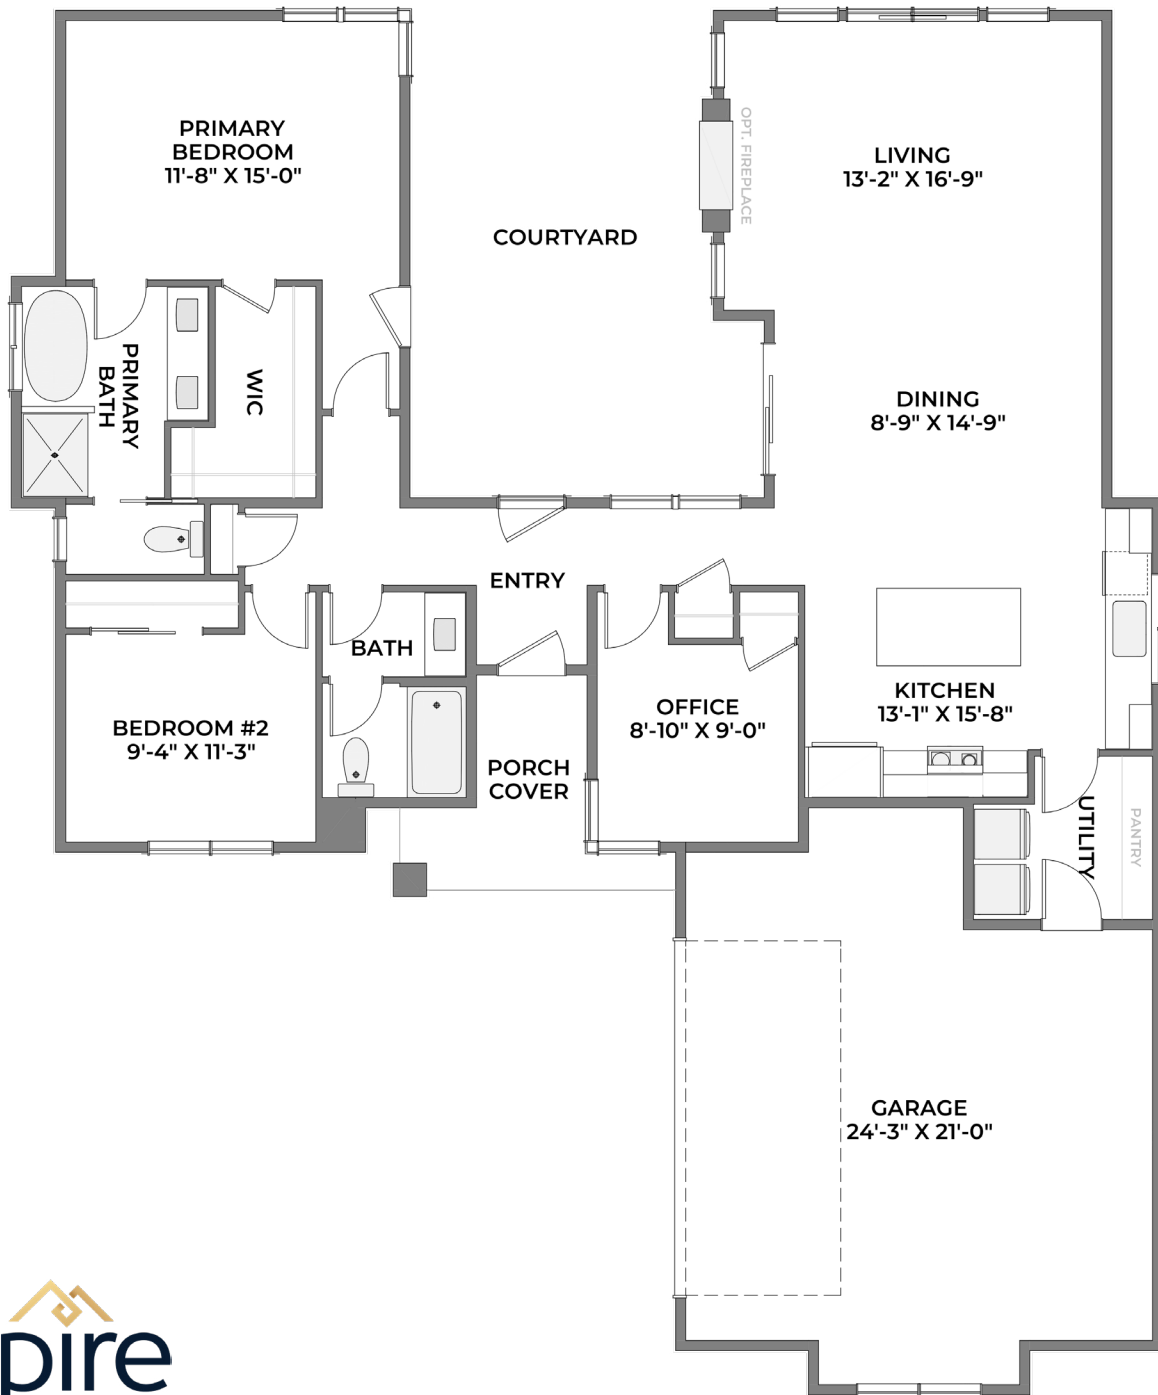 PRIMARY
BEDROOM
11'-8" X 15'-0"
OPT. FIREPLACE
LIVING
13'-2" X 16'-9"
COURTYARD
PRIMARY
BATH
WIC
DINING
8'-9" X 14'-9"
ENTRY
BATH
KITCHEN
13'-1" X 15'-8"
BEDROOM #2
9'-4" X 11'-3"
OFFICE
8'-10" X 9'-0"
PORCH
COVER
UTILITY
PANTRY
GARAGE
24'-3" X 21'-0"
pire